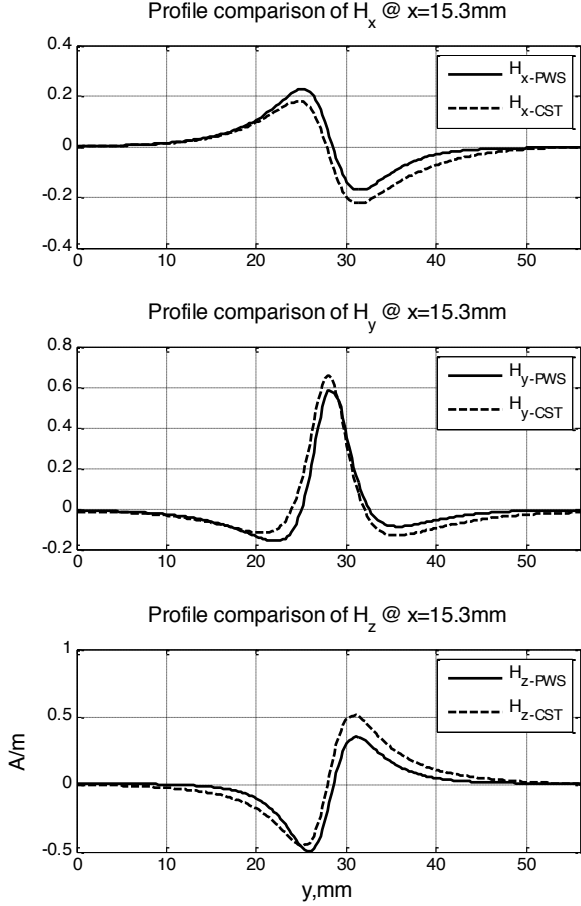 Profile comparison of Hx @ x=15.3mm
0.4
0.2
0
-0.2
-0.4
Hx-PWS
Hx-CST
0 10 20 30 40 50
Profile comparison of Hy @ x=15.3mm
0.8
0.6
0.4
0.2
0
-0.2
Hy-PWS
Hy-CST
0 10 20 30 40 50
Profile comparison of Hz @ x=15.3mm
1
0.5
0
-0.5
A/m
Hz-PWS
Hz-CST
0 10 20 30 40 50
y,mm